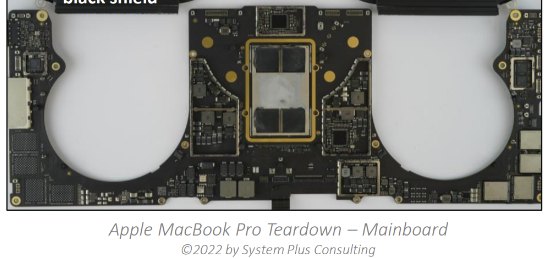 black shield
Apple MacBook Pro Teardown – Mainboard
©2022 by System Plus Consulting